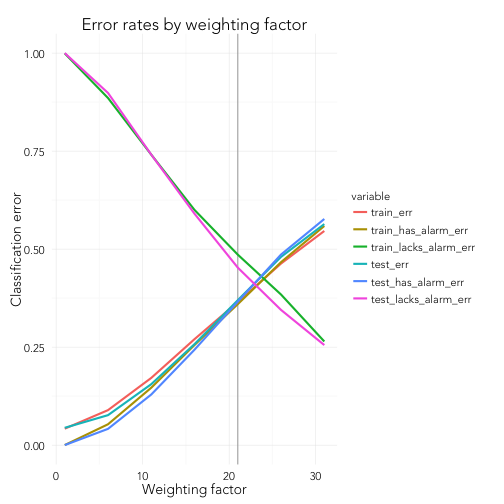 Error rates by weighting factor
1.00
0.75
0.50
0.25
0.00
Classification error
0
10
20
30
Weighting factor
variable
train_err
train_has_alarm_err
train_lacks_alarm_err
test_err
test_has_alarm_err
test_lacks_alarm_err